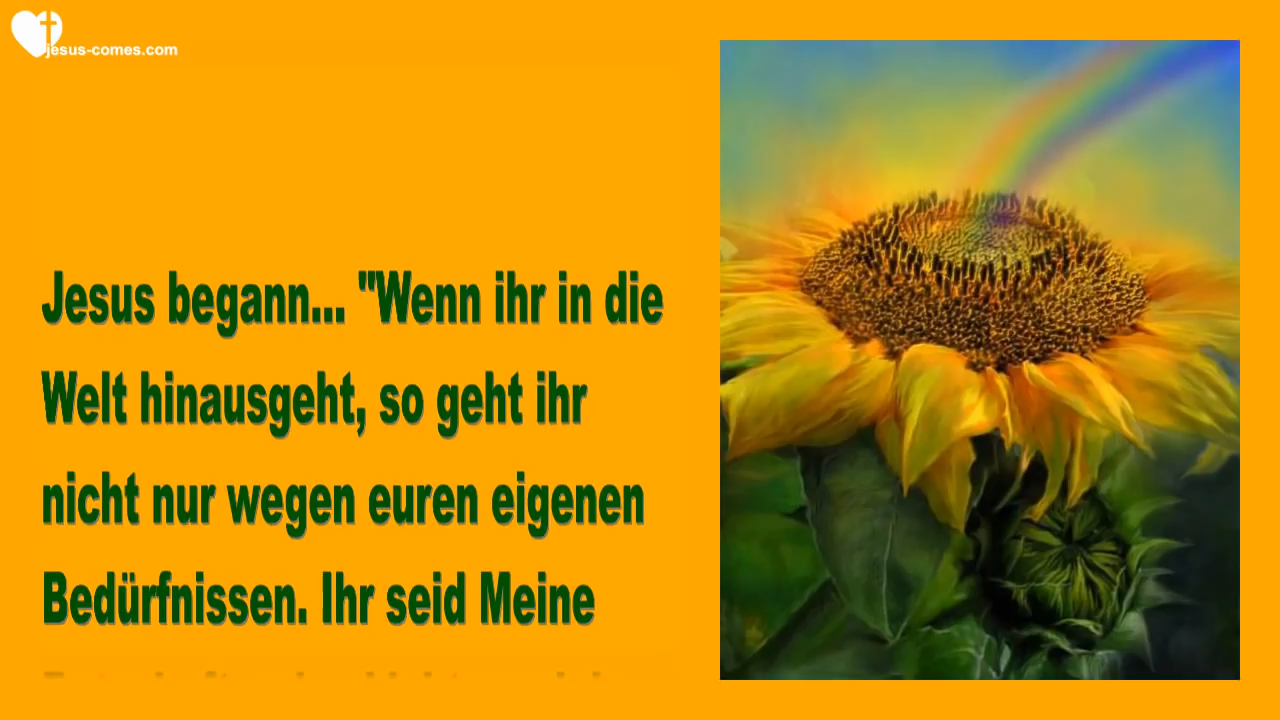 jesus-comes.com
Jesus begann... "Wenn ihr in die
Welt hinausgeht, so geht ihr
nicht nur wegen euren eigenen
Bedürfnissen. Ihr seid Meine